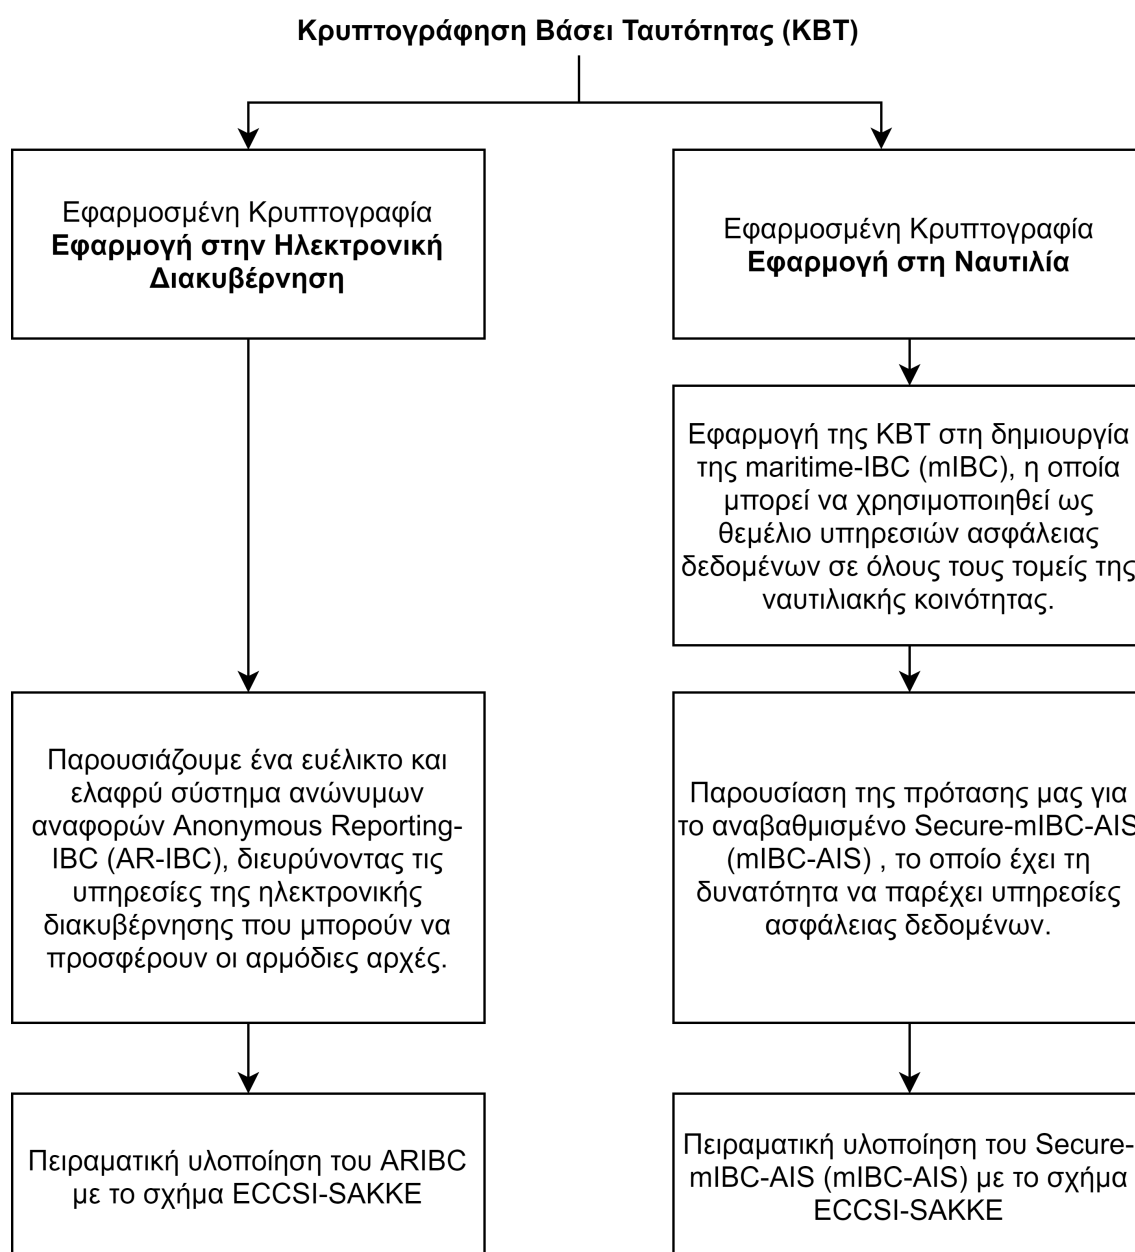 Κρυπτογράφηση Βάσει Ταυτότητας (ΚΒΤ)
Εφαρμοσμένη Κρυπτογραφία
Εφαρμογή στην Ηλεκτρονική
Διακυβέρνηση
Εφαρμοσμένη Κρυπτογραφία
Εφαρμογή στη Ναυτιλία
Εφαρμογή της ΚΒΤ στη δημιουργία
της maritime-IBC (mIBC), η οποία
μπορεί να χρησιμοποιηθεί ως
θεμέλιο υπηρεσιών ασφάλειας
δεδομένων σε όλους τους τομείς της
ναυτιλιακής κοινότητας.
Παρουσιάζουμε ένα ευέλικτο και
ελαφρύ σύστημα ανώνυμων
αναφορών Anonymous Reporting-
IBC (AR-IBC), διευρύνοντας τις
υπηρεσίες της ηλεκτρονικής
διακυβέρνησης που μπορούν να
προσφέρουν οι αρμόδιες αρχές.
Παρουσίαση της πρότασης μας για
το αναβαθμισμένο Secure-mIBC-AIS
(mIBC-AIS) , το οποίο έχει τη
δυνατότητα να παρέχει υπηρεσίες
ασφάλειας δεδομένων.
Πειραματική υλοποίηση του ARIBC
με το σχήμα ECCSI-SAKKE
Πειραματική υλοποίηση του Secure-
mIBC-AIS (mIBC-AIS) με το σχήμα
ECCSI-SAKKE